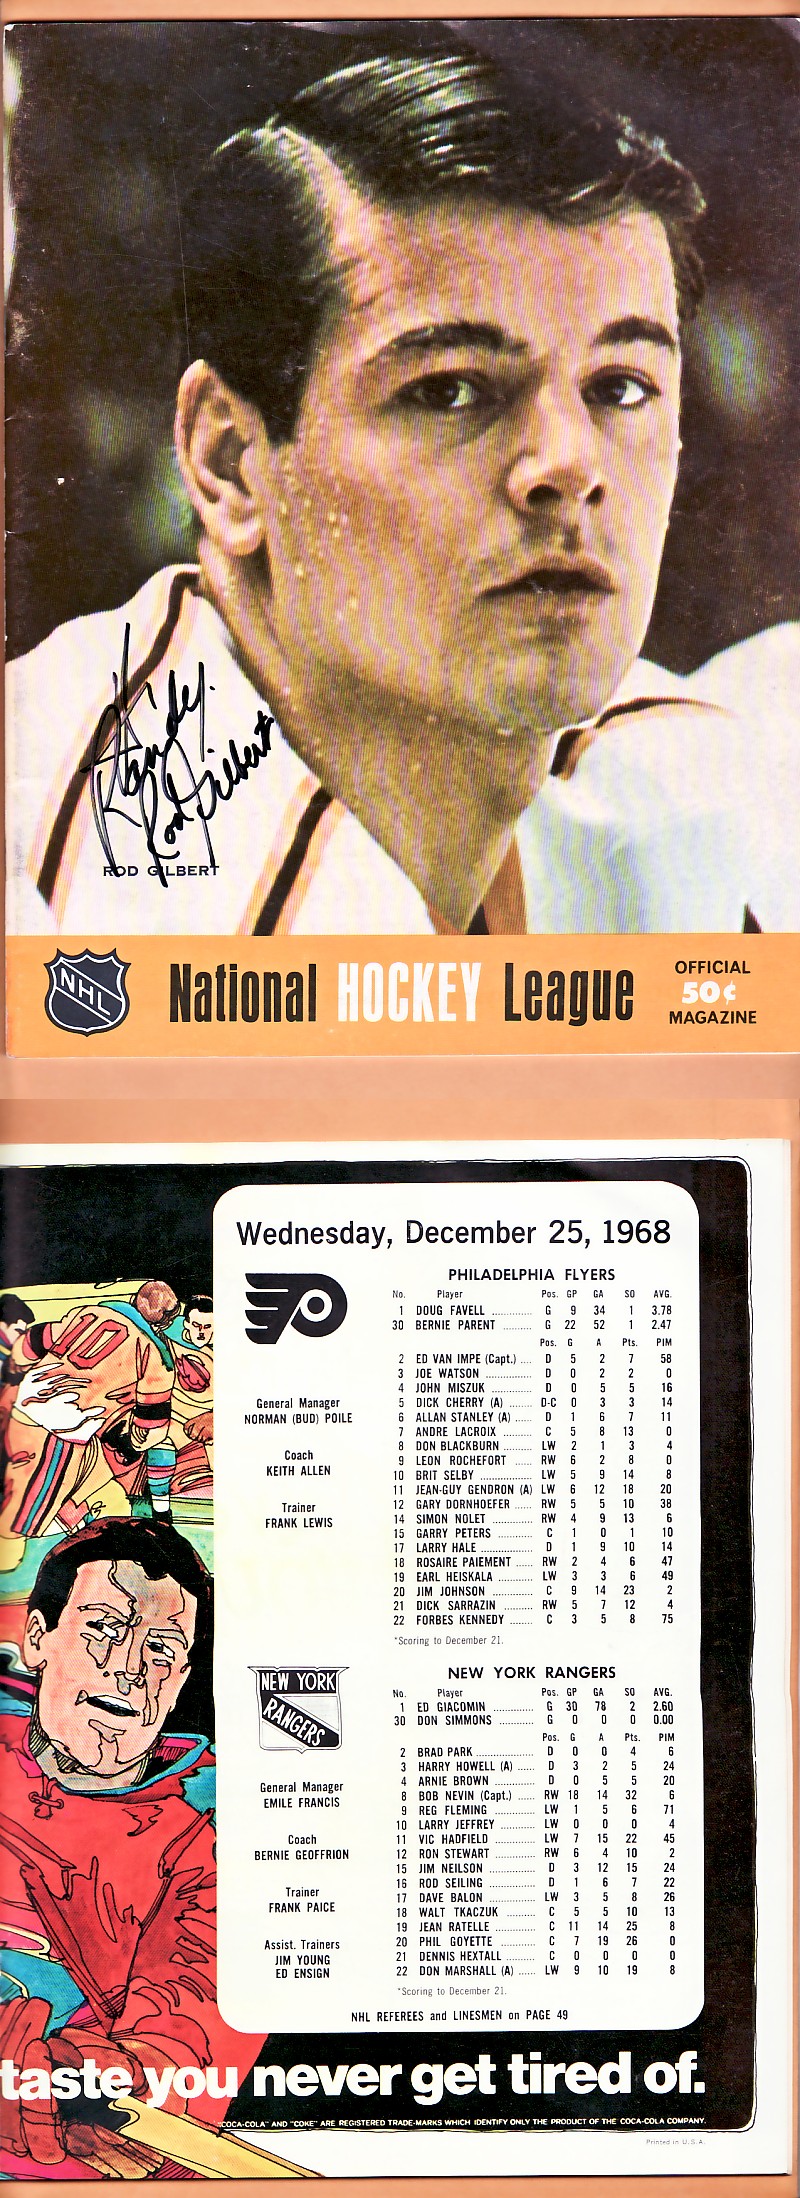 Randy.
Rod Gilbert
ROD GILBERT
NHL
National HOCKEY League
OFFICIAL
50¢
MAGAZINE
Wednesday, December 25, 1968
PHILADELPHIA FLYERS
No. Player Pos. GP GA SO AVG.
1 DOUG FAVELL ............ G 9 34 1 3.78
30 BERNIE PARENT ......... G 22 52 1 2.47
Pos. G A Pts. PIM
2 ED VAN IMPE (Capt.) .... D 5 2 7 58
3 JOE WATSON ............ D 0 2 2 0
4 JOHN MISZUK ........... D 0 5 5 16
5 DICK CHERRY (A) ....... D-C 0 3 3 14
6 ALLAN STANLEY (A) ..... D 1 6 7 11
7 ANDRE LACROIX ......... C 5 8 13 0
8 DON BLACKBURN ........ LW 2 1 3 4
9 LEON ROCHEFORT ....... RW 6 2 8 0
10 BRIT SELBY ............. LW 5 9 14 8
11 JEAN-GUY GENDRON (A) LW 6 12 18 20
12 GARY DORNHOEFER ..... RW 5 5 10 38
14 SIMON NOLET ........... RW 4 9 13 6
15 GARRY PETERS .......... C 1 0 1 10
17 LARRY HALE ............. D 1 9 10 14
18 ROSAIRE PAIEMENT ..... RW 2 4 6 47
19 EARL HEISKALA ......... LW 3 3 6 49
20 JIM JOHNSON ........... C 9 14 23 2
21 DICK SARRAZIN ......... RW 5 7 12 4
22 FORBES KENNEDY ....... C 3 5 8 75
*Scoring to December 21.
General Manager
NORMAN (BUD) POILE
Coach
KEITH ALLEN
Trainer
FRANK LEWIS
10
NEW YORK RANGERS
No. Player Pos. GP GA SO AVG.
1 ED GIACOMIN ............ G 30 78 2 2.60
30 DON SIMMONS .......... G 0 0 0 0.00
Pos. G A Pts. PIM
2 BRAD PARK .............. D 0 0 4 6
3 HARRY HOWELL (A) ...... D 3 2 5 24
4 ARNIE BROWN ........... D 0 5 5 20
8 BOB NEVIN (Capt.) ...... RW 18 14 32 6
9 REG FLEMING ........... LW 1 5 6 71
10 LARRY JEFFREY .......... LW 0 0 0 4
11 VIC HADFIELD ........... LW 7 15 22 45
12 RON STEWART ........... RW 6 4 10 2
15 JIM NEILSON ............ D 3 12 15 24
16 ROD SEILING ............ D 1 6 7 22
17 DAVE BALON ............ LW 3 5 8 26
18 WALT TKACZUK ......... C 5 5 10 13
19 JEAN RATELLE .......... C 11 14 25 8
20 PHIL GOYETTE .......... C 7 19 26 0
21 DENNIS HEXTALL ........ C 0 0 0 0
22 DON MARSHALL (A) ..... LW 9 10 19 8
*Scoring to December 21.
NEW YORK
RANGERS
General Manager
EMILE FRANCIS
Coach
BERNIE GEOFFRION
Trainer
FRANK PAICE
Assist. Trainers
JIM YOUNG
ED ENSIGN
NHL REFEREES and LINESMEN on PAGE 49
taste you never get tired of.
"COCA-COLA" AND "COKE" ARE REGISTERED TRADE-MARKS WHICH IDENTIFY ONLY THE PRODUCT OF THE COCA-COLA COMPANY.
Printed in U.S.A.